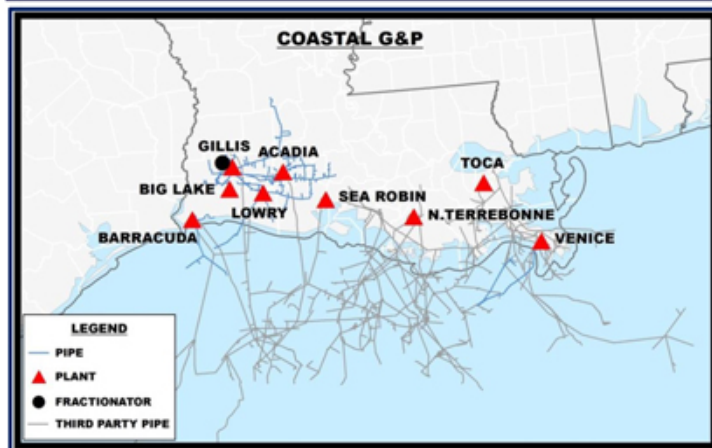 COASTAL G&P
GILLIS
ACADIA
TOCA
BIG LAKE
LOWRY
SEA ROBIN
N.TERREBONNE
BARRACUDA
VENICE
LEGEND
PIPE
PLANT
FRACTIONATOR
THIRD PARTY PIPE